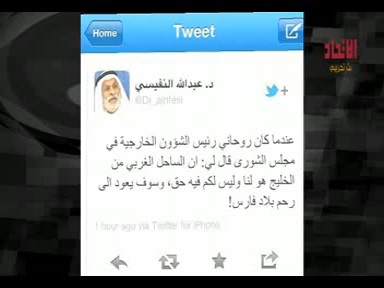 Home
Tweet
الاتحاد
د. عبدالله النفيسي
@Dr_alnfesi
عندما كان روحاني رئيس الشؤون الخارجية في
مجلس الشورى قال لي: ان الساحل الغربي من
الخليج هو لنا وليس لكم فيه حق، وسوف يعود الى
رحم بلاد فارس!
1 hour ago via Twitter for iPhone